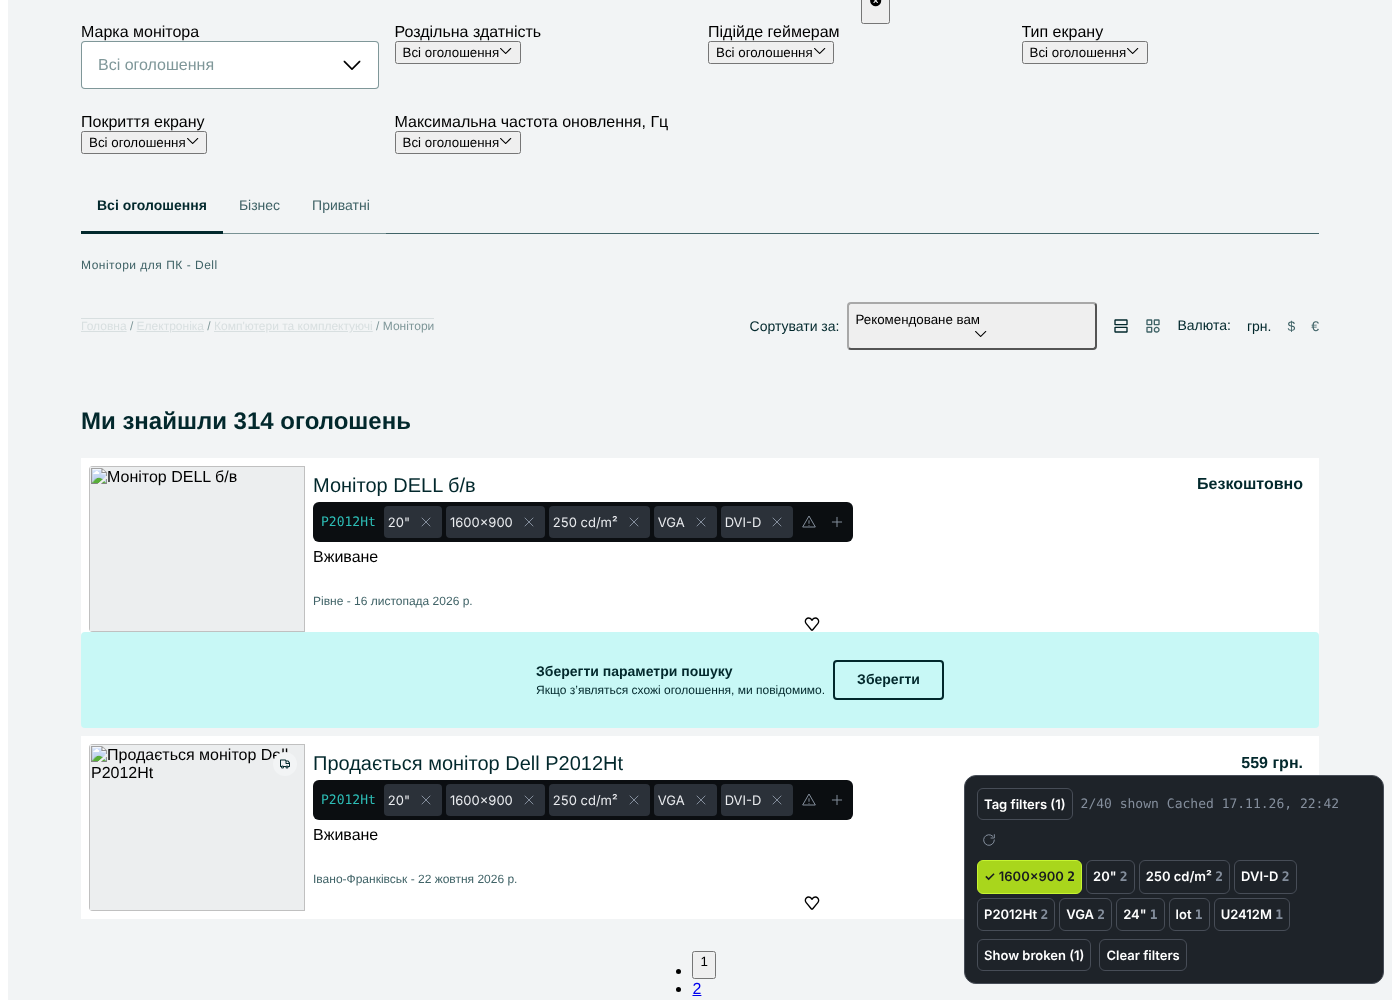 Марка монітора
Роздільна здатність
Підійде геймерам
Тип екрану
Всі оголошення
Всі оголошення
Всі оголошення
Всі оголошення
Покриття екрану
Максимальна частота оновлення, Гц
Всі оголошення
Всі оголошення
Всі оголошення
Бізнес
Приватні
Монітори для ПК - Dell
Головна / Електроніка / Комп'ютери та комплектуючі / Монітори
Сортувати за:
Рекомендоване вам
Валюта:
грн.
$
€
Ми знайшли 314 оголошень
Монітор DELL б/в
Монітор DELL б/в
Безкоштовно
P2012Ht 20" 1600×900 250 cd/m² VGA DVI-D
Вживане
Рівне - 16 листопада 2026 р.
Зберегти параметри пошуку
Якщо з'являться схожі оголошення, ми повідомимо.
Зберегти
Продається монітор Dell
P2012Ht
Продається монітор Dell P2012Ht
559 грн.
P2012Ht 20" 1600×900 250 cd/m² VGA DVI-D
Вживане
Івано-Франківськ - 22 жовтня 2026 р.
Tag filters (1) 2/40 shown Cached 17.11.26, 22:42
✓ 1600×900 2 20" 2 250 cd/m² 2 DVI-D 2
P2012Ht 2 VGA 2 24" 1 lot 1 U2412M 1
Show broken (1) Clear filters
1
2